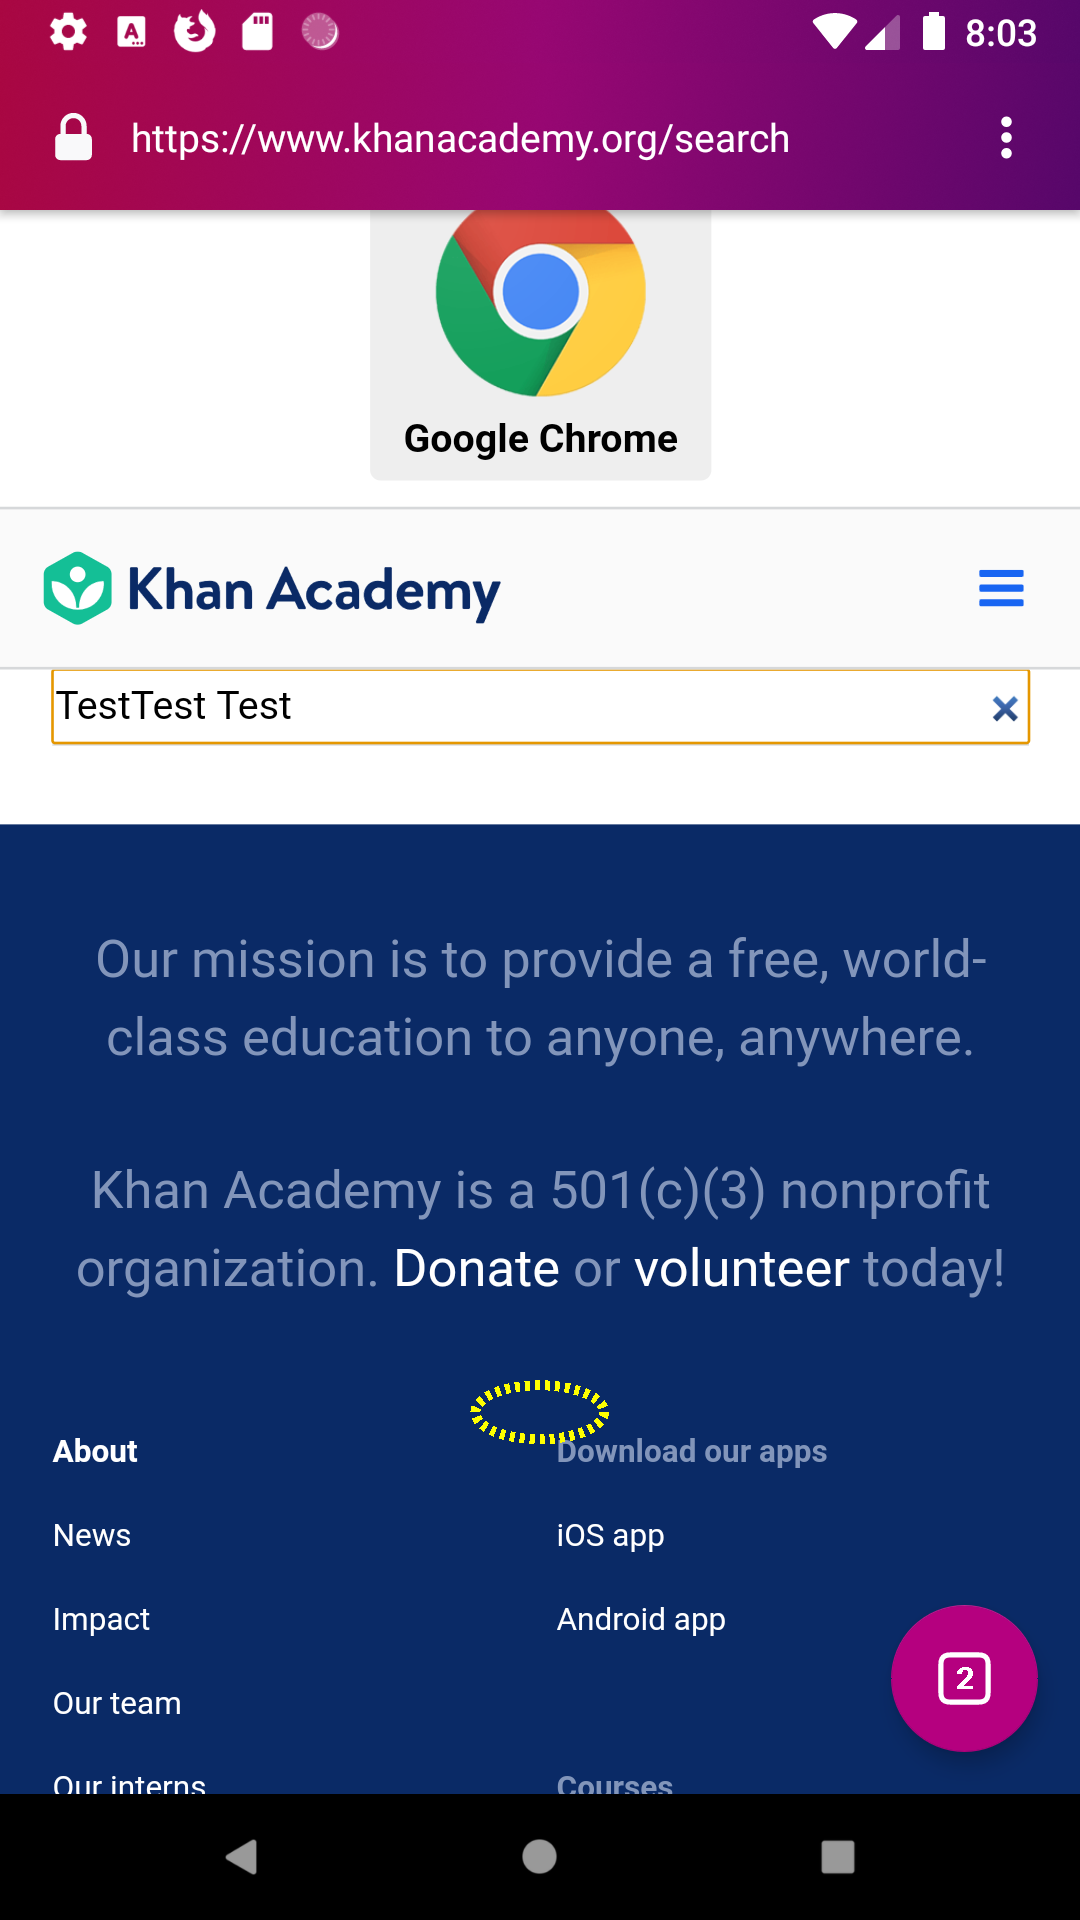 8:03
https://www.khanacademy.org/search
Google Chrome
Khan Academy
TestTest Test
Our mission is to provide a free, world-
class education to anyone, anywhere.
Khan Academy is a 501(c)(3) nonprofit
organization. Donate or volunteer today!
About
Download our apps
News
iOS app
Impact
Android app
2
Our team
Our interns
Courses